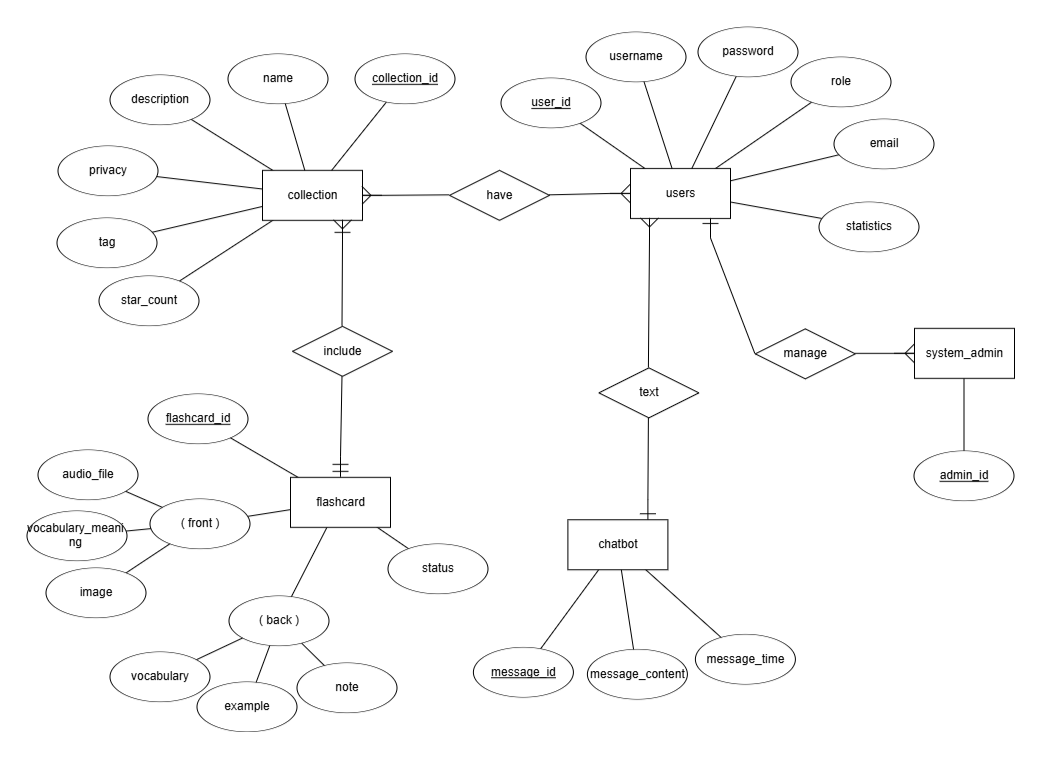 password
username
name
collection_id
role
description
user_id
email
privacy
collection
have
users
statistics
tag
star_count
include
manage
system_admin
text
flashcard_id
audio_file
admin_id
flashcard
( front )
vocabulary_meani
ng
chatbot
status
image
( back )
message_time
message_id
message_content
vocabulary
note
example